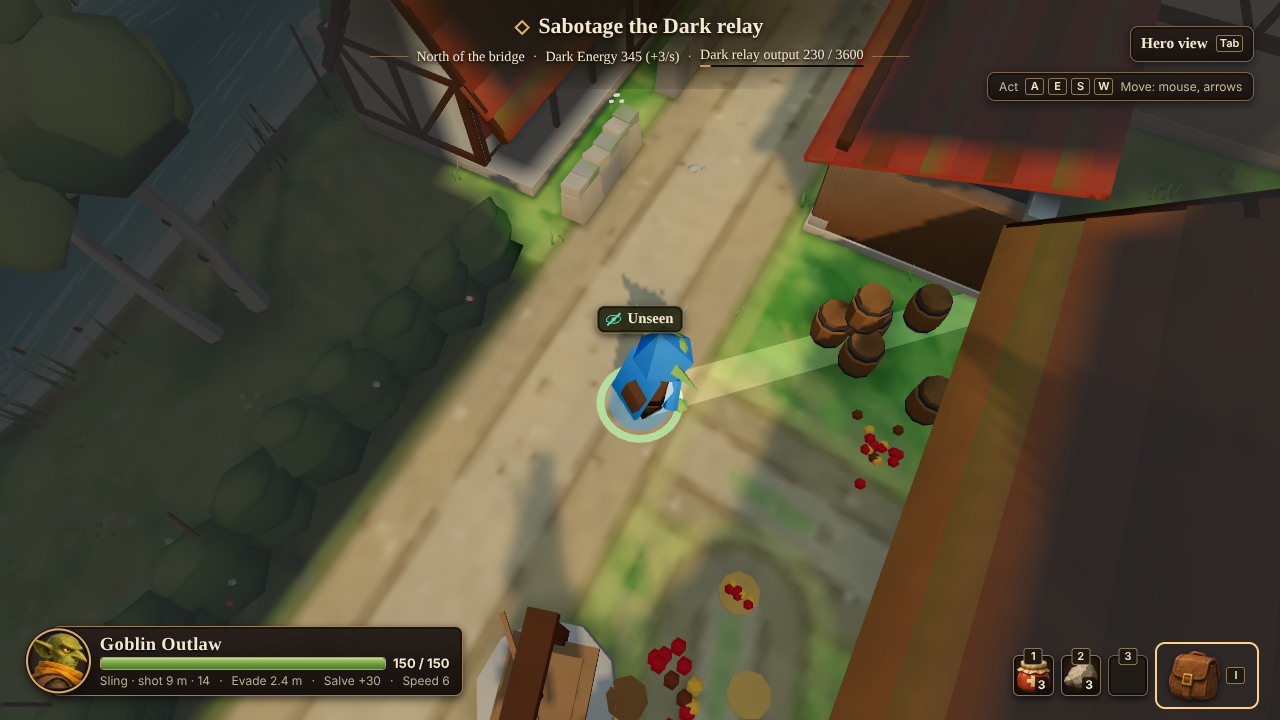 Sabotage the Dark relay
North of the bridge · Dark Energy 345 (+3/s) · Dark relay output 230 / 3600
Hero view Tab
Act A E S W Move: mouse, arrows
Unseen
Goblin Outlaw
150 / 150
Sling · shot 9 m · 14 · Evade 2.4 m · Salve +30 · Speed 6
1 2 3
3 3
I